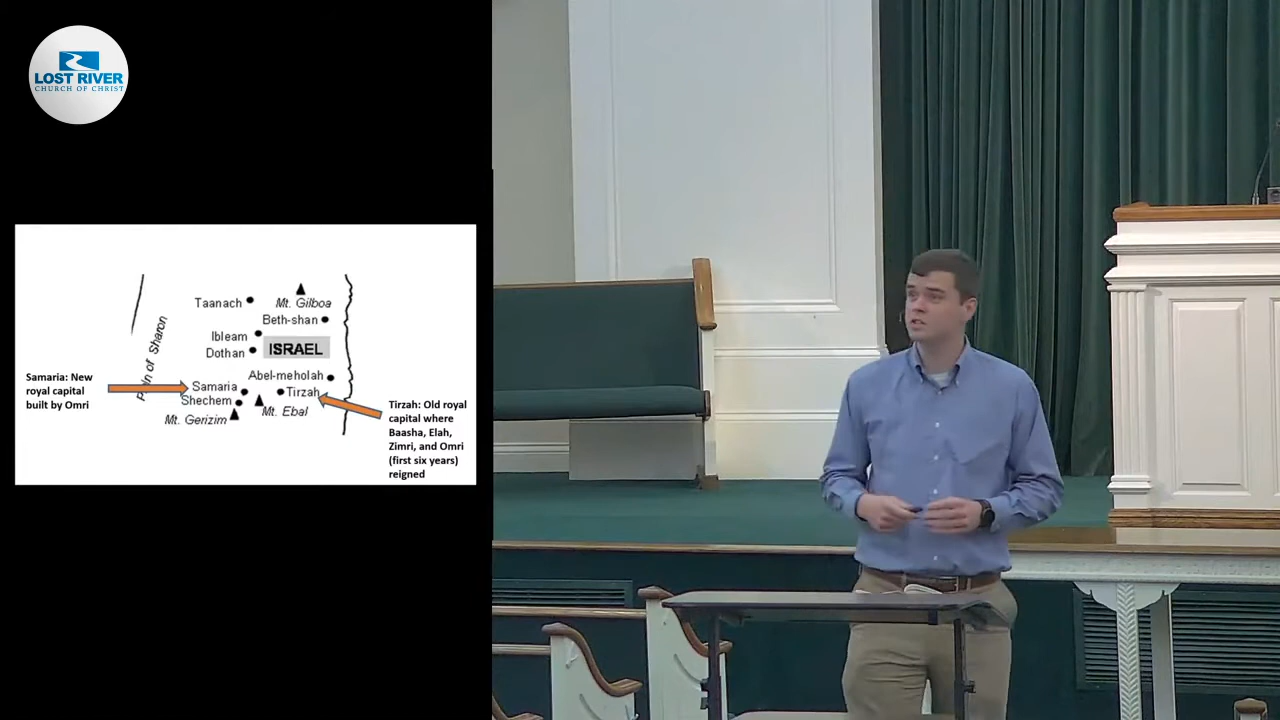 LOST RIVER
CHURCH OF CHRIST
Taanach
Mt. Gilboa
Beth-shan
Plain of Sharon
Ibleam
ISRAEL
Dothan
Abel-meholah
Samaria: New
royal capital
built by Omri
Samaria
Tirzah
Shechem
Mt. Ebal
Mt. Gerizim
Tirzah: Old royal
capital where
Baasha, Elah,
Zimri, and Omri
(first six years)
reigned